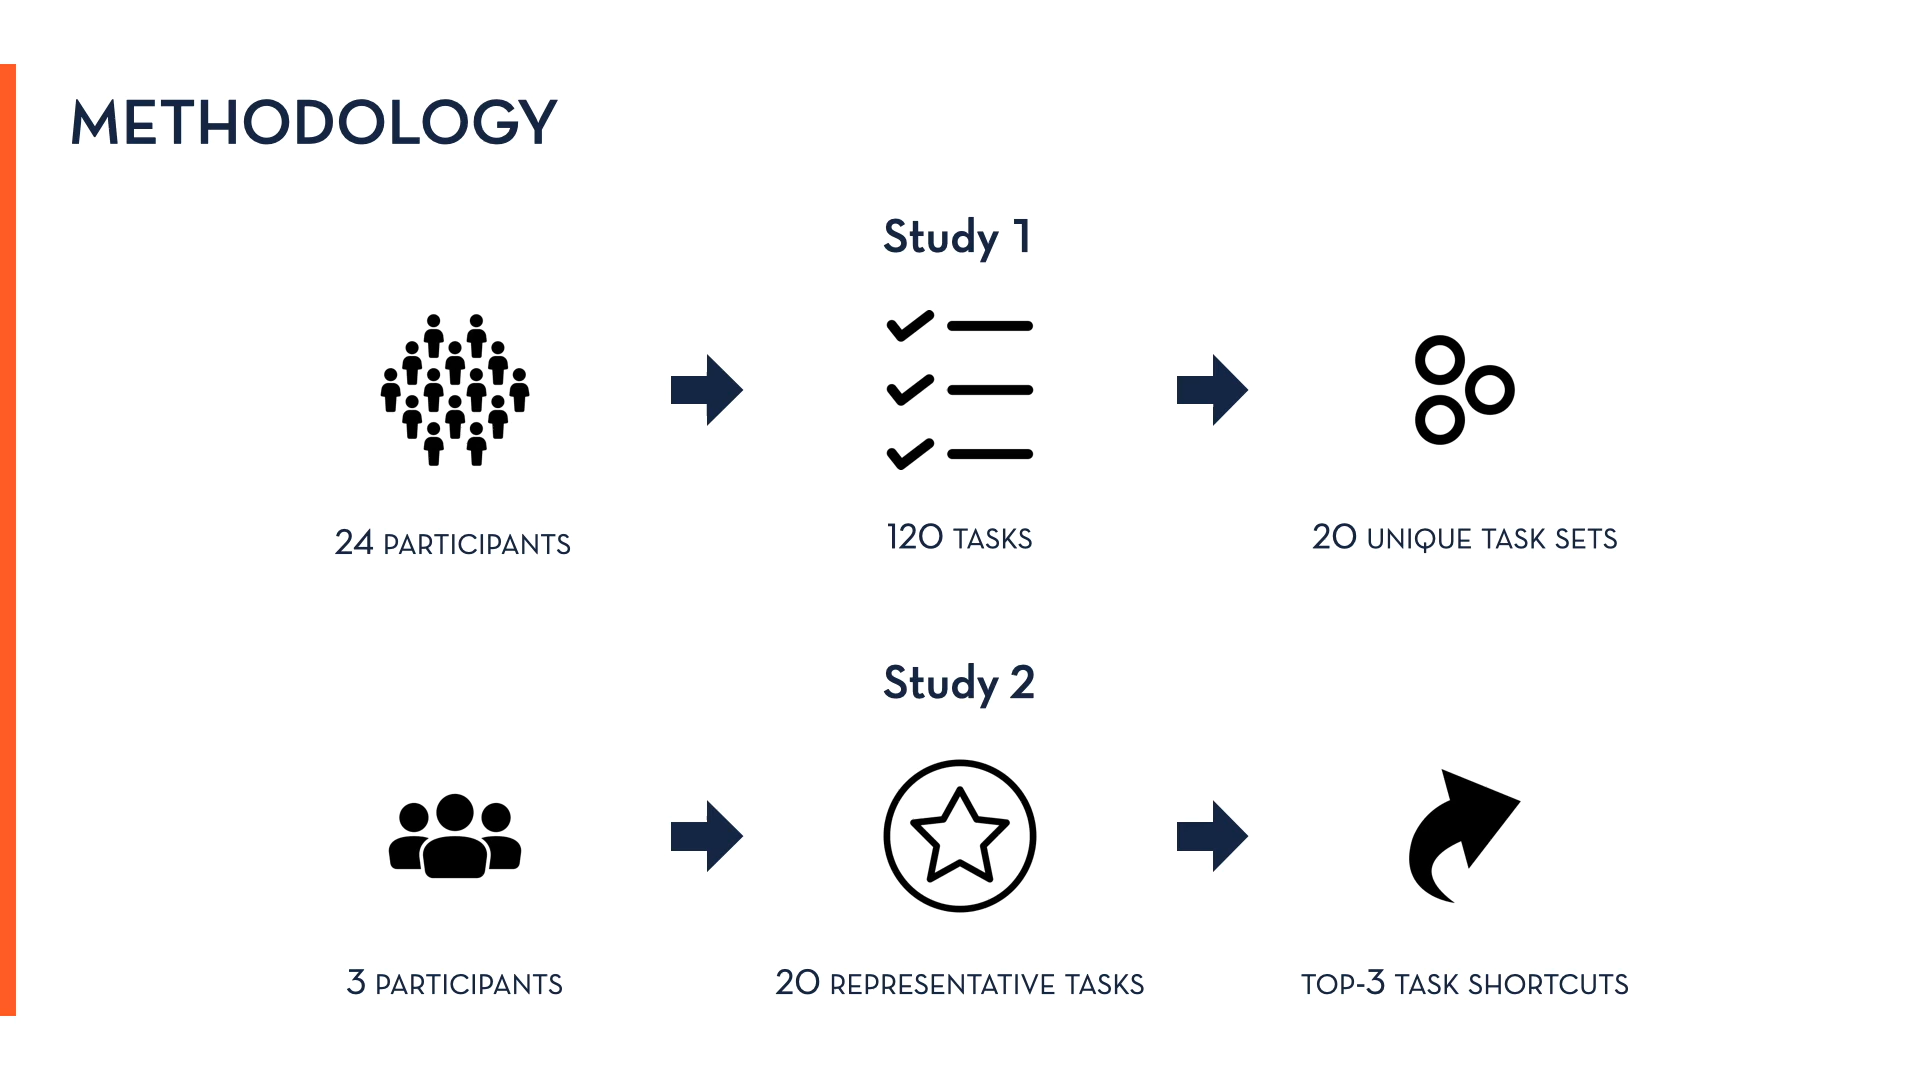 METHODOLOGY
Study 1
24 PARTICIPANTS
120 TASKS
20 UNIQUE TASK SETS
Study 2
3 PARTICIPANTS
20 REPRESENTATIVE TASKS
TOP-3 TASK SHORTCUTS